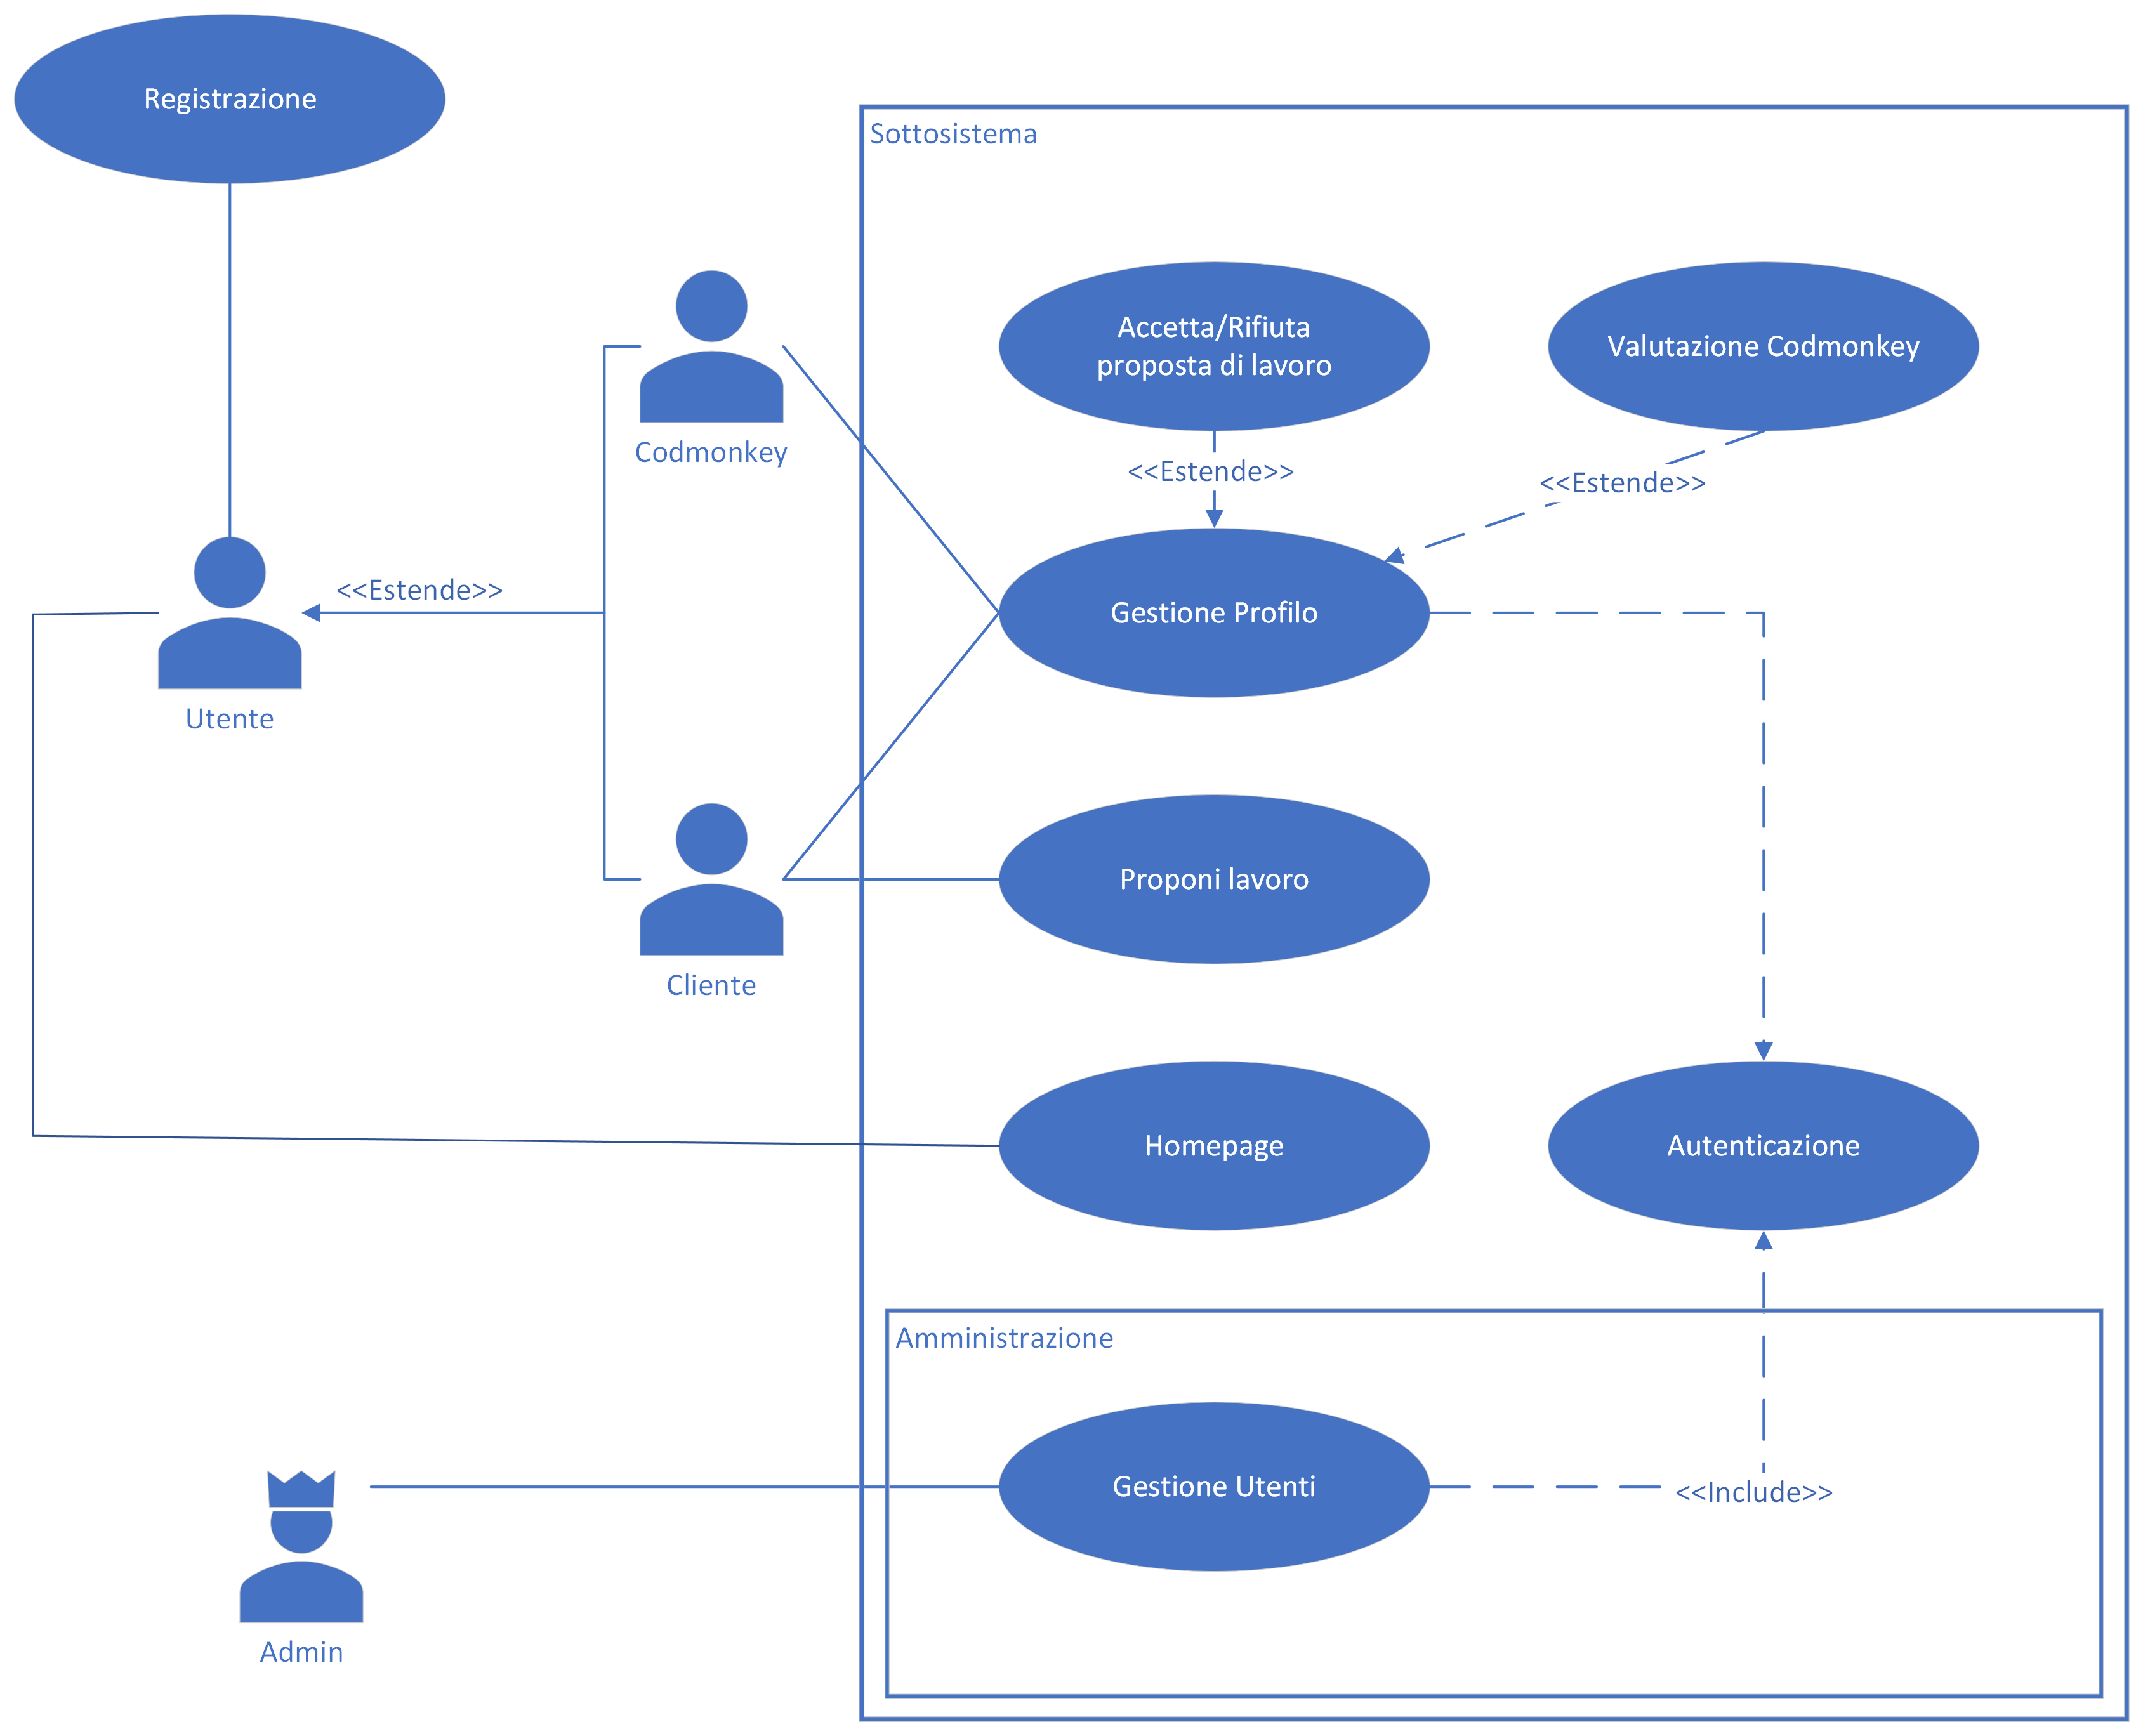 Registrazione
Sottosistema
Accetta/Rifiuta
proposta di lavoro
Valutazione Codmonkey
Codmonkey
<<Estende>>
<<Estende>>
<<Estende>>
Gestione Profilo
Utente
Proponi lavoro
Cliente
Homepage
Autenticazione
Amministrazione
Gestione Utenti
<<Include>>
Admin